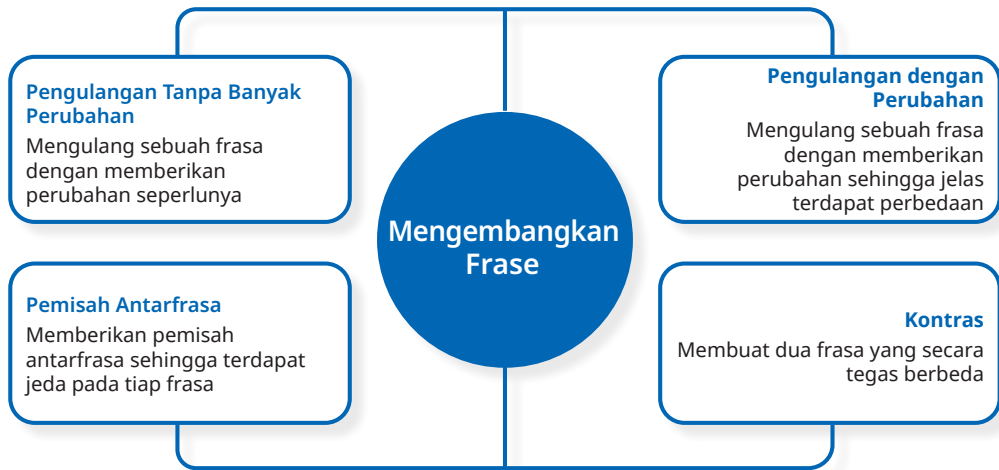 Pengulangan Tanpa Banyak
Perubahan
Mengulang sebuah frasa
dengan memberikan
perubahan seperlunya
Pengulangan dengan
Perubahan
Mengulang sebuah frasa
dengan memberikan
perubahan sehingga jelas
terdapat perbedaan
Mengembangkan
Frase
Pemisah Antarfrasa
Memberikan pemisah
antarfrasa sehingga terdapat
jeda pada tiap frasa
Kontras
Membuat dua frasa yang secara
tegas berbeda